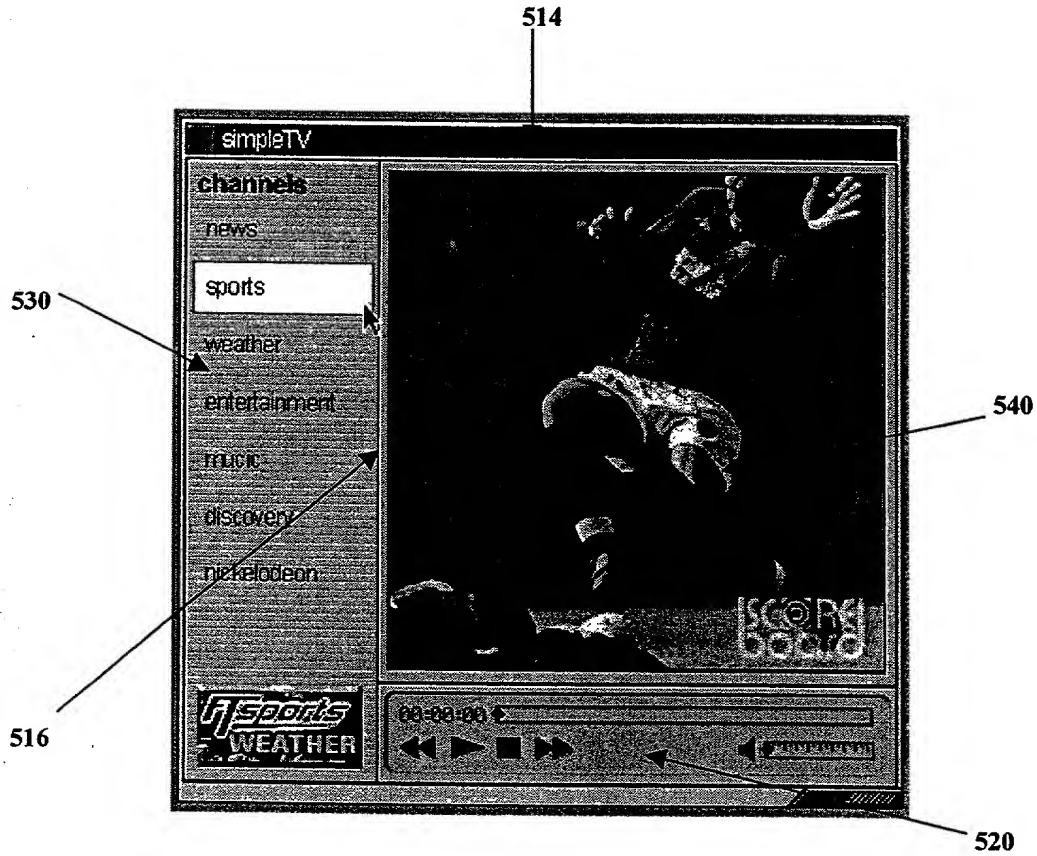 514
simpleTV
channels
news
sports
weather
entertainment
music
discovery
nickelodeon
530
540
516
520
SCORE
board
sports
WEATHER
00:00:00